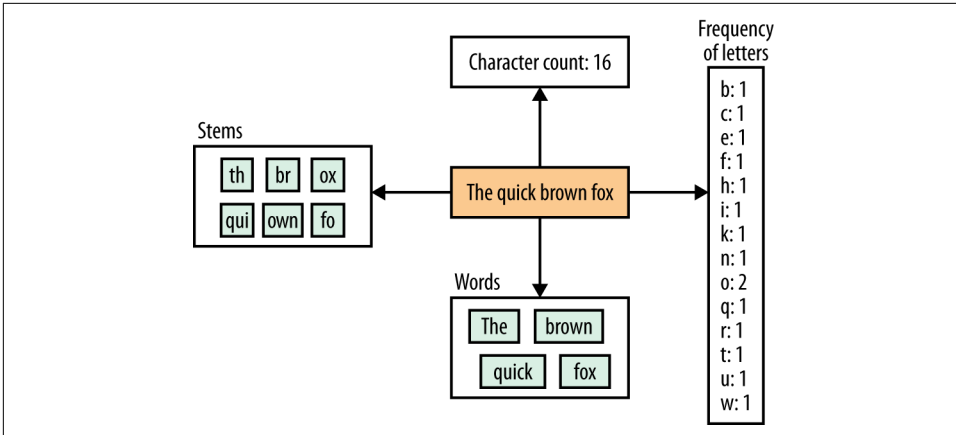 Character count: 16
Frequency
of letters
b: 1
c: 1
e: 1
f: 1
h: 1
i: 1
k: 1
n: 1
o: 2
q: 1
r: 1
t: 1
u: 1
w: 1
Stems
th br ox
qui own fo
The quick brown fox
Words
The brown
quick fox